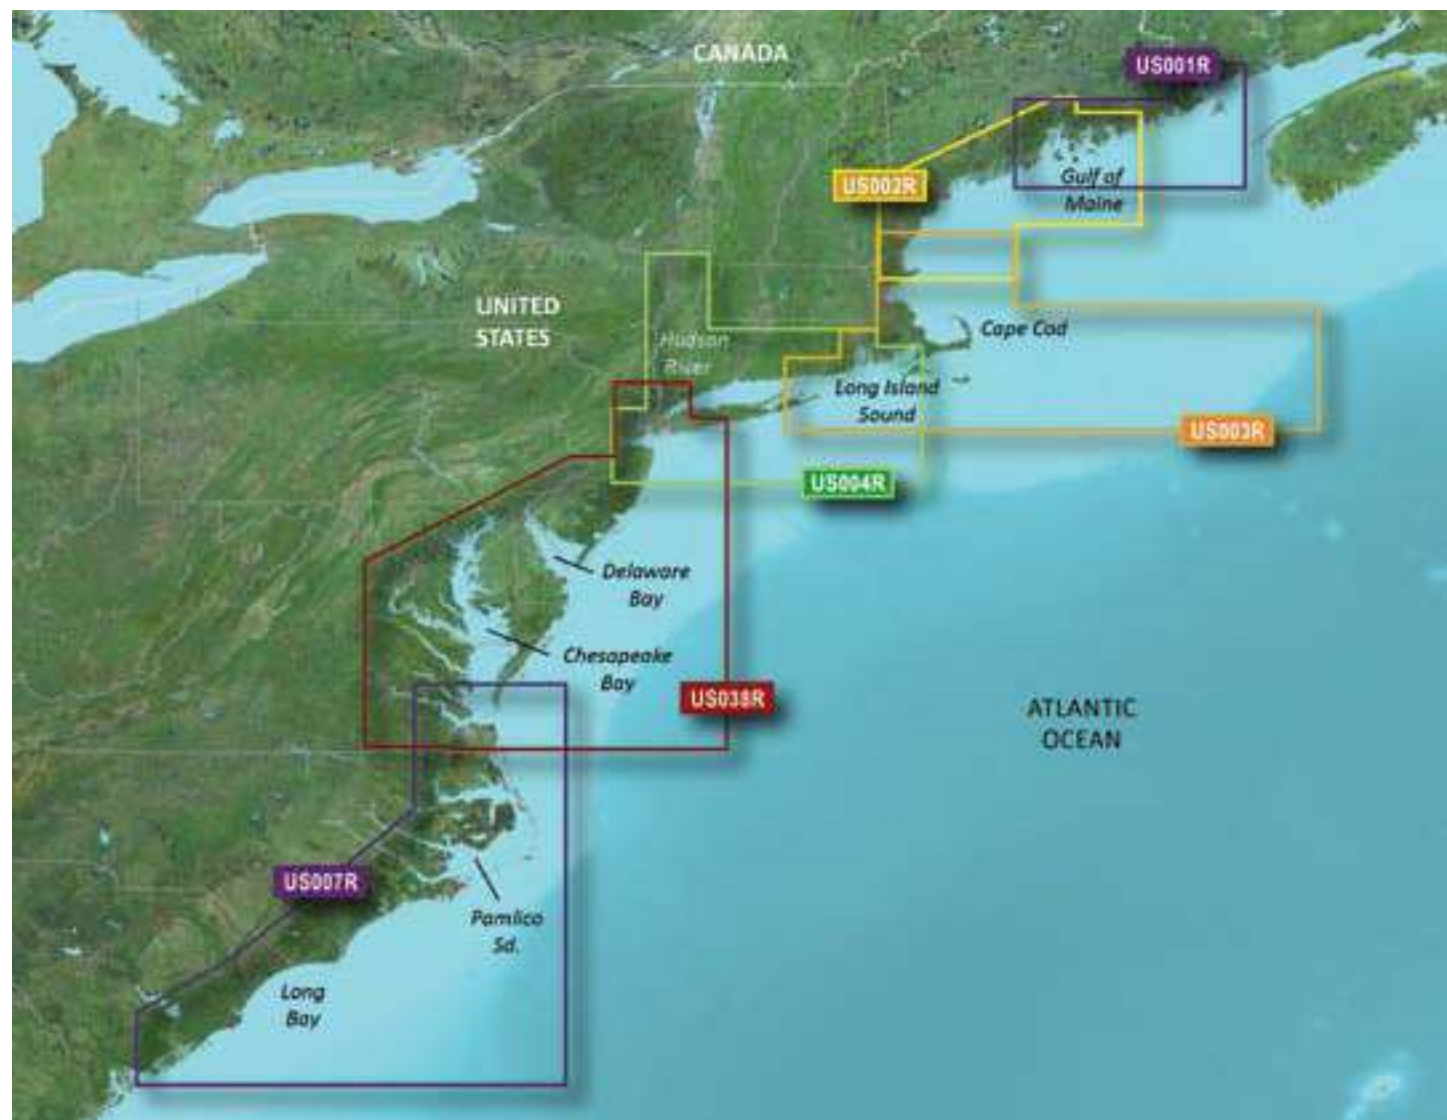 CANADA
US001R
US002R
Gulf of
Maine
UNITED
STATES
Hudson
River
Cape Cod
Long Island
Sound
US003R
US004R
Delaware
Bay
Chesapeake
Bay
US038R
ATLANTIC
OCEAN
US007R
Pamlico
Sd.
Long
Bay